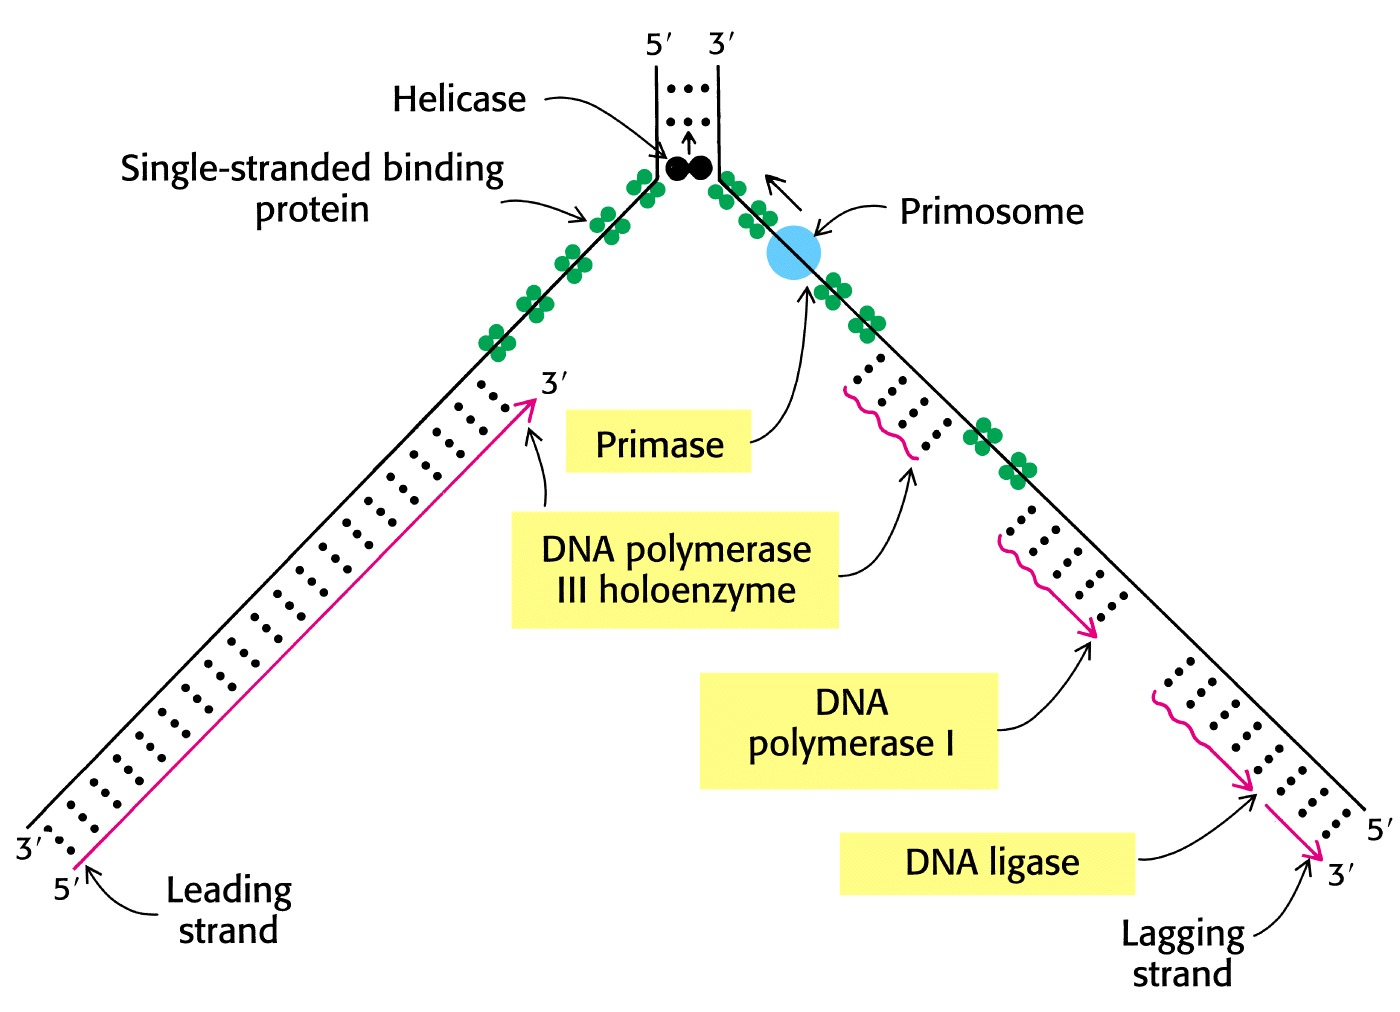 5′ 3′
Helicase
Single-stranded binding
protein
Primosome
3′
Primase
DNA polymerase
III holoenzyme
DNA
polymerase I
DNA ligase
3′
5′
Leading
strand
5′
3′
Lagging
strand